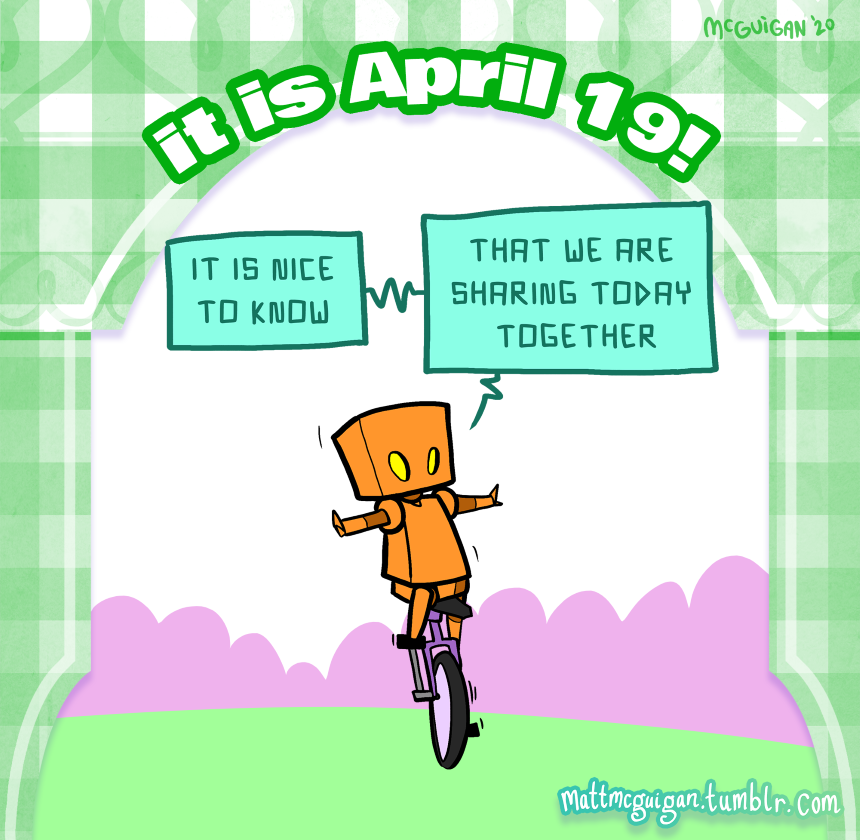 McGUiGAN '20
it is April 19!
IT IS NICE
TO KNOW
THAT WE ARE
SHARING TODAY
TOGETHER
mattmcguigan.tumblr.com